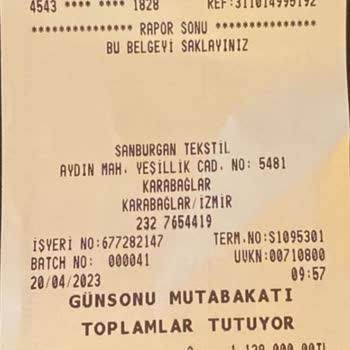 4543 **** **** 1828 REF:311014995192
*************** RAPOR SONU ***************
BU BELGEYİ SAKLAYINIZ
SANBURGAN TEKSTİL
AYDIN MAH. YEŞİLLİK CAD. NO: 5481
KARABAĞLAR
KARABAĞLAR/İZMİR
232 7654419
İŞYERİ NO:677282147 TERM.NO:S1095301
BATCH NO: 000041 UVKN:00710800
20/04/2023 09:57
GÜNSONU MUTABAKATI
TOPLAMLAR TUTUYOR